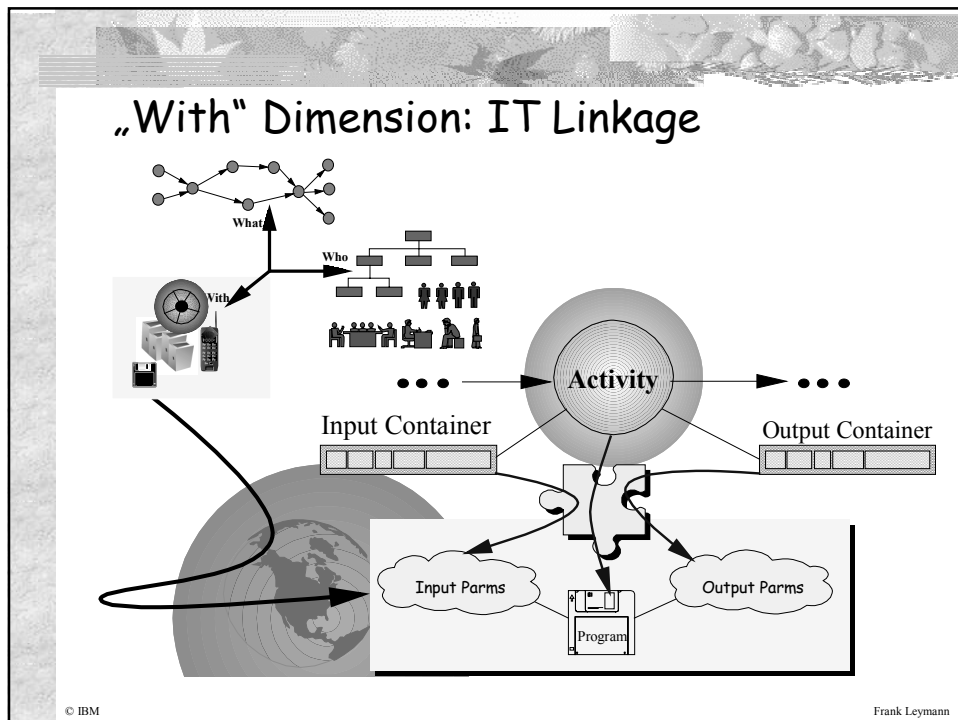 „With“ Dimension: IT Linkage
What
Who
With
Activity
Input Container
Output Container
Input Parms
Output Parms
Program
© IBM
Frank Leymann